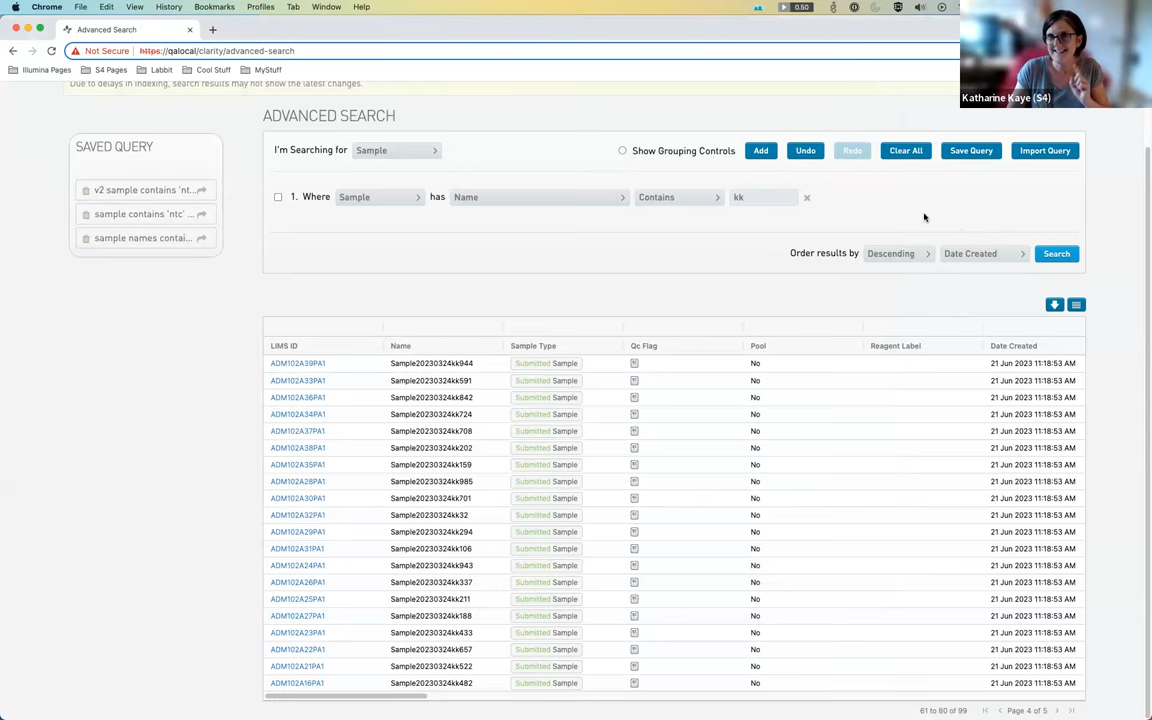 Chrome File Edit View History Bookmarks Profiles Tab Window Help 0.50
Advanced Search
Not Secure https://qalocal/clarity/advanced-search
Illumina Pages S4 Pages Labbit Cool Stuff MyStuff
Katharine Kaye (S4)
Due to delays in indexing, search results may not show the latest changes.
ADVANCED SEARCH
SAVED QUERY
v2 sample contains 'nt...
sample contains 'ntc' ...
sample names contai...
I'm Searching for Sample Show Grouping Controls Add Undo Redo Clear All Save Query Import Query
1. Where Sample has Name Contains kk
Order results by Descending Date Created Search
LIMS ID Name Sample Type Qc Flag Pool Reagent Label Date Created
ADM102A39PA1 Sample20230324kk944 Submitted Sample No 21 Jun 2023 11:18:53 AM
ADM102A33PA1 Sample20230324kk591 Submitted Sample No 21 Jun 2023 11:18:53 AM
ADM102A36PA1 Sample20230324kk842 Submitted Sample No 21 Jun 2023 11:18:53 AM
ADM102A34PA1 Sample20230324kk724 Submitted Sample No 21 Jun 2023 11:18:53 AM
ADM102A37PA1 Sample20230324kk708 Submitted Sample No 21 Jun 2023 11:18:53 AM
ADM102A38PA1 Sample20230324kk202 Submitted Sample No 21 Jun 2023 11:18:53 AM
ADM102A35PA1 Sample20230324kk159 Submitted Sample No 21 Jun 2023 11:18:53 AM
ADM102A28PA1 Sample20230324kk985 Submitted Sample No 21 Jun 2023 11:18:53 AM
ADM102A30PA1 Sample20230324kk701 Submitted Sample No 21 Jun 2023 11:18:53 AM
ADM102A32PA1 Sample20230324kk32 Submitted Sample No 21 Jun 2023 11:18:53 AM
ADM102A29PA1 Sample20230324kk294 Submitted Sample No 21 Jun 2023 11:18:53 AM
ADM102A31PA1 Sample20230324kk106 Submitted Sample No 21 Jun 2023 11:18:53 AM
ADM102A24PA1 Sample20230324kk943 Submitted Sample No 21 Jun 2023 11:18:53 AM
ADM102A26PA1 Sample20230324kk337 Submitted Sample No 21 Jun 2023 11:18:53 AM
ADM102A25PA1 Sample20230324kk211 Submitted Sample No 21 Jun 2023 11:18:53 AM
ADM102A27PA1 Sample20230324kk188 Submitted Sample No 21 Jun 2023 11:18:53 AM
ADM102A23PA1 Sample20230324kk433 Submitted Sample No 21 Jun 2023 11:18:53 AM
ADM102A22PA1 Sample20230324kk657 Submitted Sample No 21 Jun 2023 11:18:53 AM
ADM102A21PA1 Sample20230324kk522 Submitted Sample No 21 Jun 2023 11:18:53 AM
ADM102A16PA1 Sample20230324kk482 Submitted Sample No 21 Jun 2023 11:18:53 AM
61 to 80 of 99 Page 4 of 5